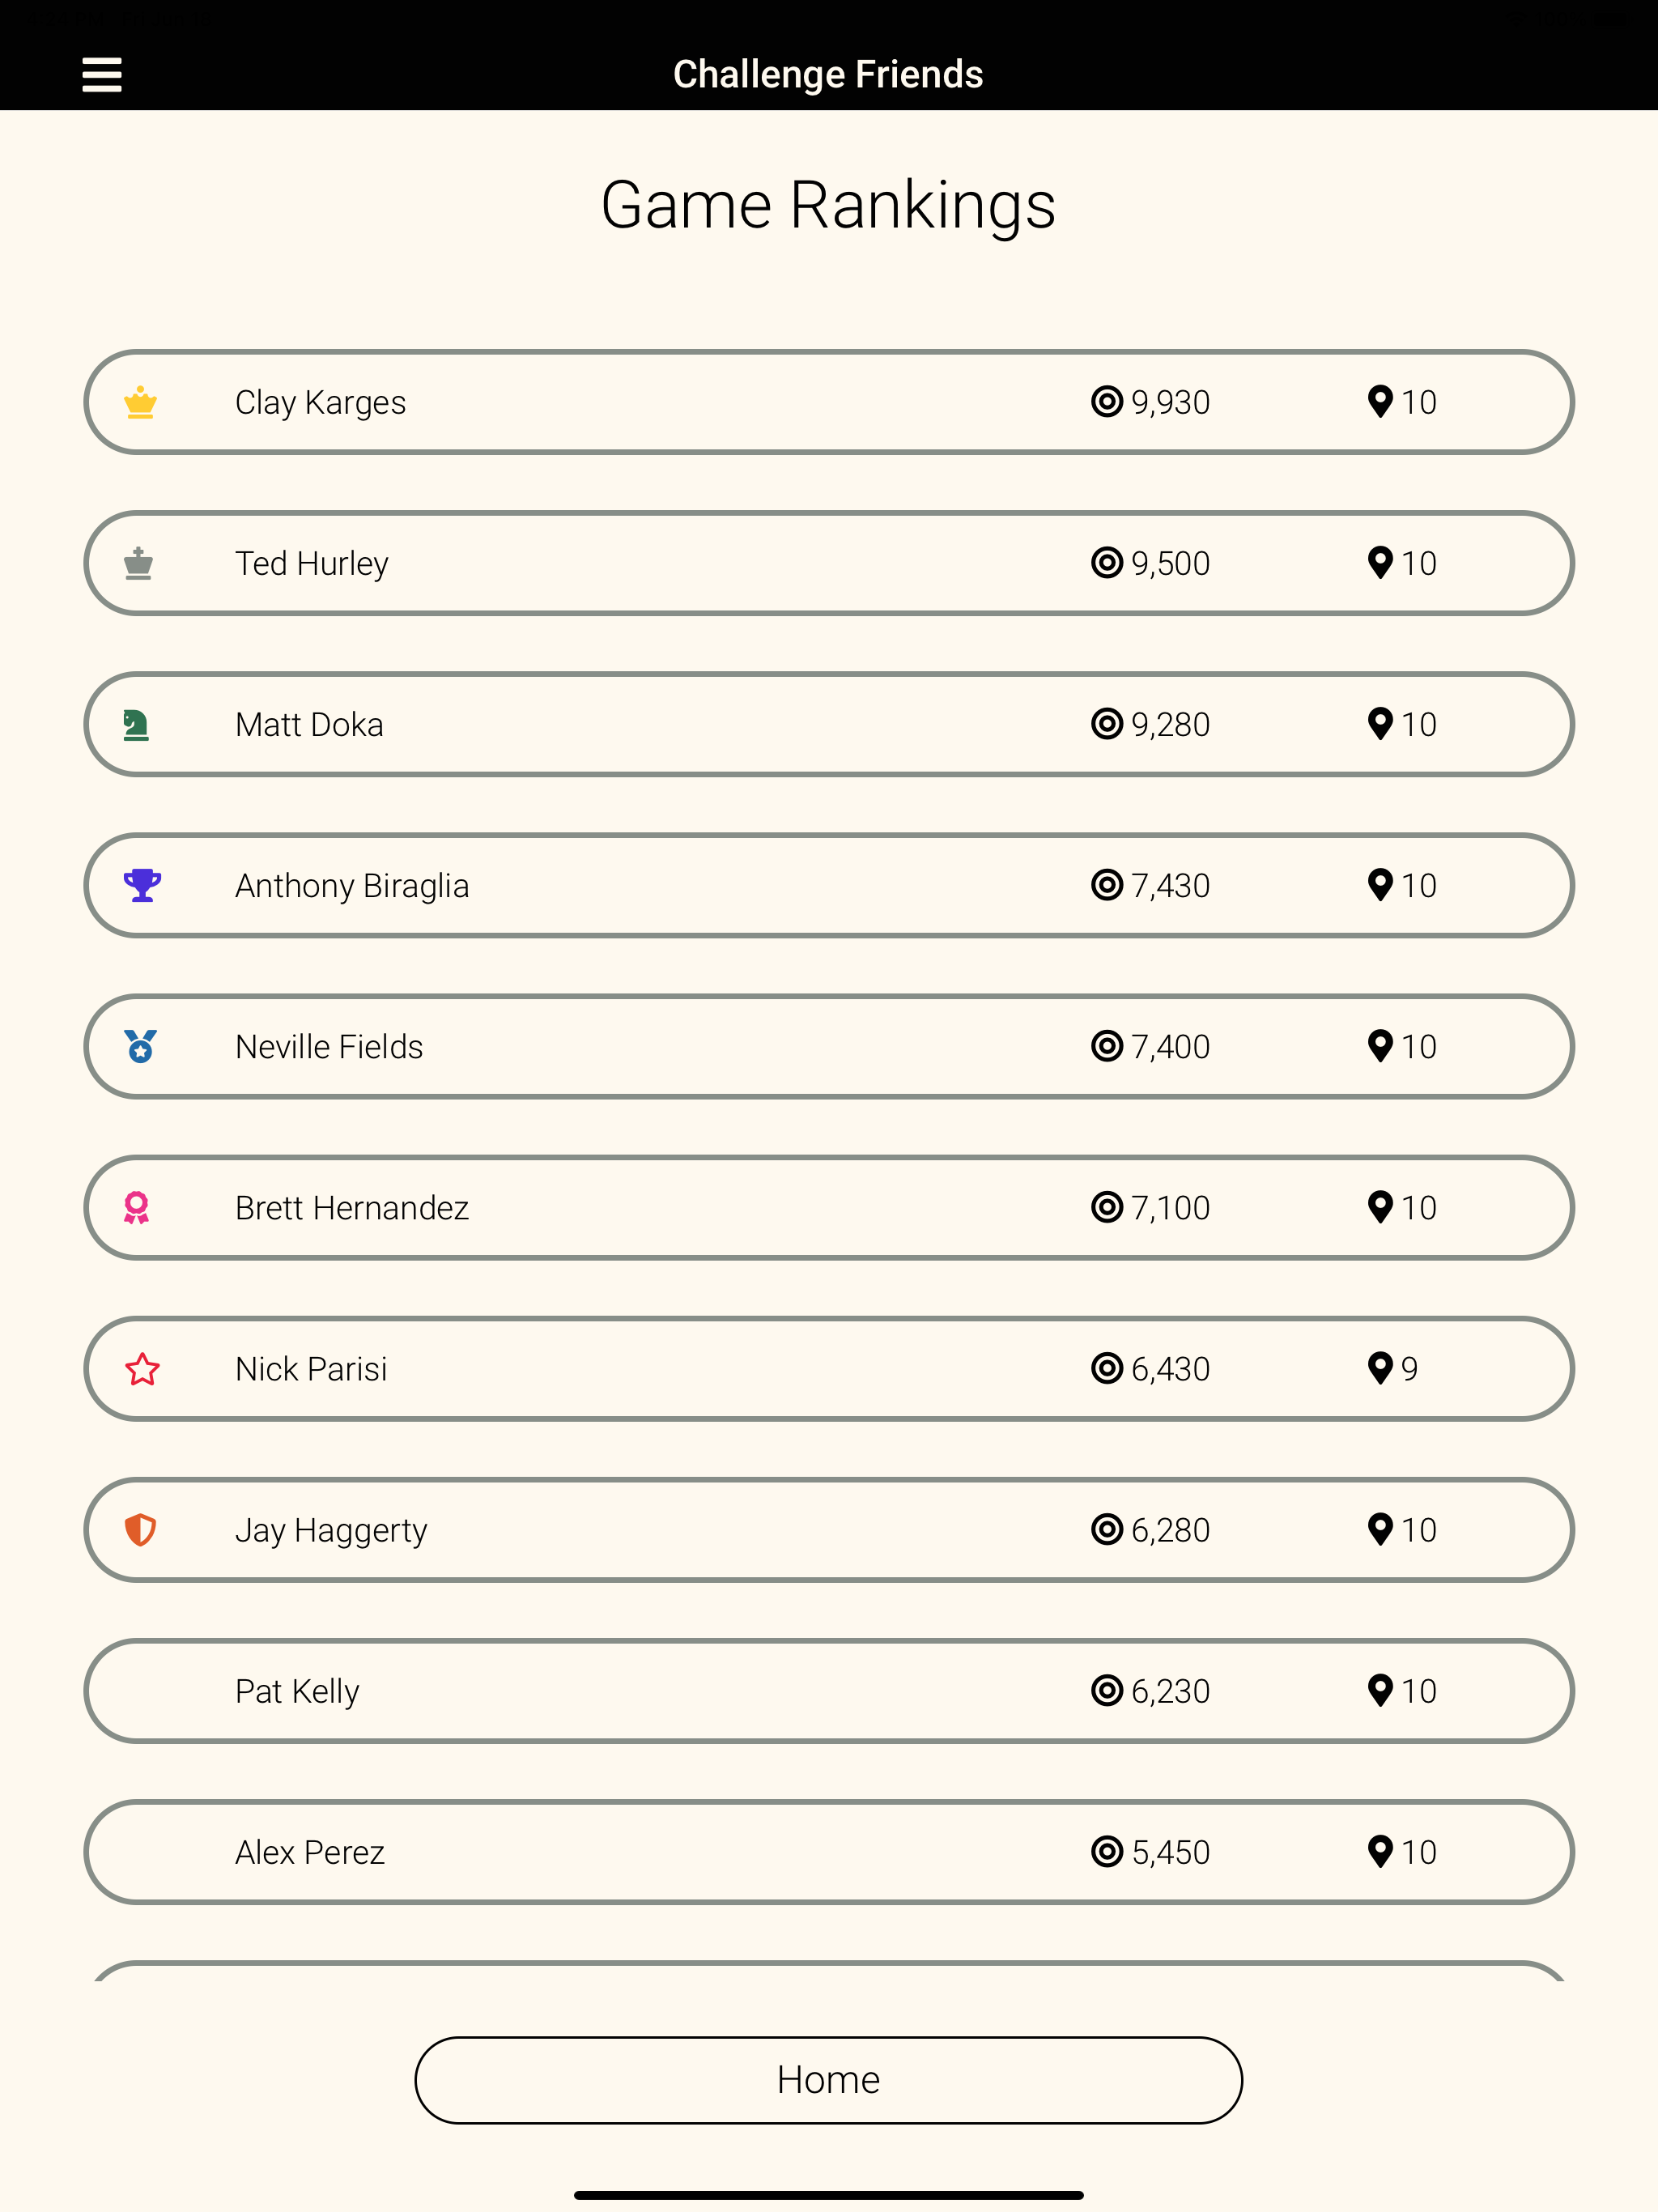 Challenge Friends
Game Rankings
Clay Karges 9,930 10
Ted Hurley 9,500 10
Matt Doka 9,280 10
Anthony Biraglia 7,430 10
Neville Fields 7,400 10
Brett Hernandez 7,100 10
Nick Parisi 6,430 9
Jay Haggerty 6,280 10
Pat Kelly 6,230 10
Alex Perez 5,450 10
Home